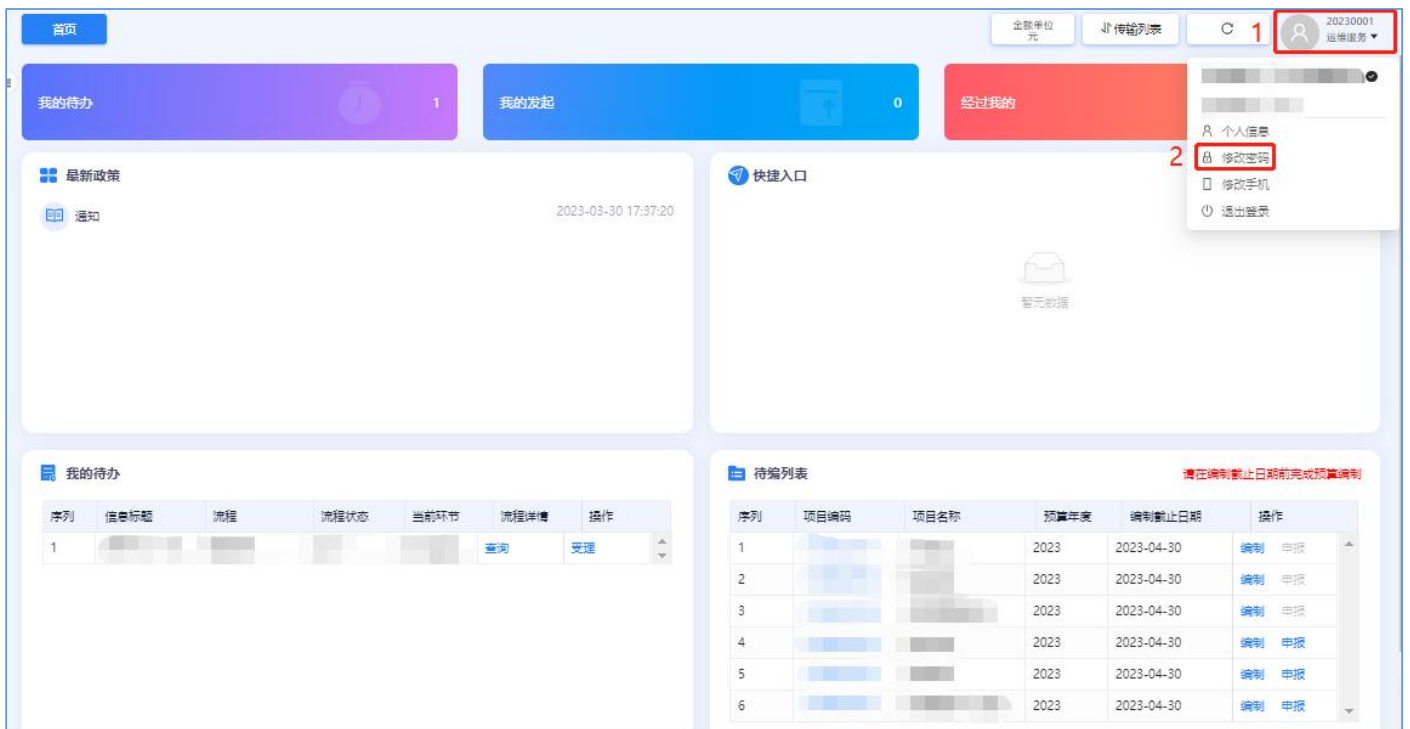 首页
金额单位
元
传输列表
1
20230001
运维服务
我的待办
1
我的发起
0
经过我的
个人信息
2
修改密码
修改手机
退出登录
最新政策
通知
2023-03-30 17:37:20
快捷入口
暂无数据
我的待办
序列 信息标题 流程 流程状态 当前环节 流程详情 操作
1 查询 受理
待编列表
请在编制截止日期前完成预算编制
序列 项目编码 项目名称 预算年度 编制截止日期 操作
1 2023 2023-04-30 编制 申报
2 2023 2023-04-30 编制 申报
3 2023 2023-04-30 编制 申报
4 2023 2023-04-30 编制 申报
5 2023 2023-04-30 编制 申报
6 2023 2023-04-30 编制 申报